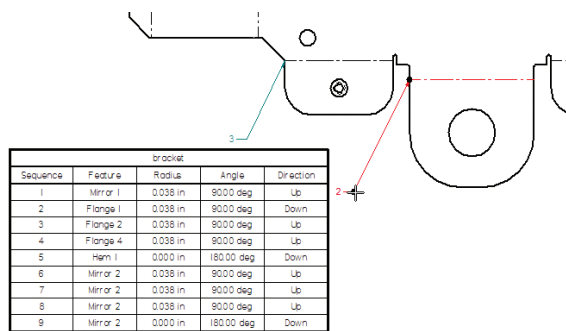 3
2
bracket
Sequence Feature Radius Angle Direction
1 Mirror 1 0.038 in 90.00 deg Up
2 Flange 1 0.038 in 90.00 deg Down
3 Flange 2 0.038 in 90.00 deg Up
4 Flange 4 0.038 in 90.00 deg Up
5 Hem 1 0.000 in 180.00 deg Down
6 Mirror 2 0.038 in 90.00 deg Up
7 Mirror 2 0.038 in 90.00 deg Up
8 Mirror 2 0.038 in 90.00 deg Up
9 Mirror 2 0.000 in 180.00 deg Down